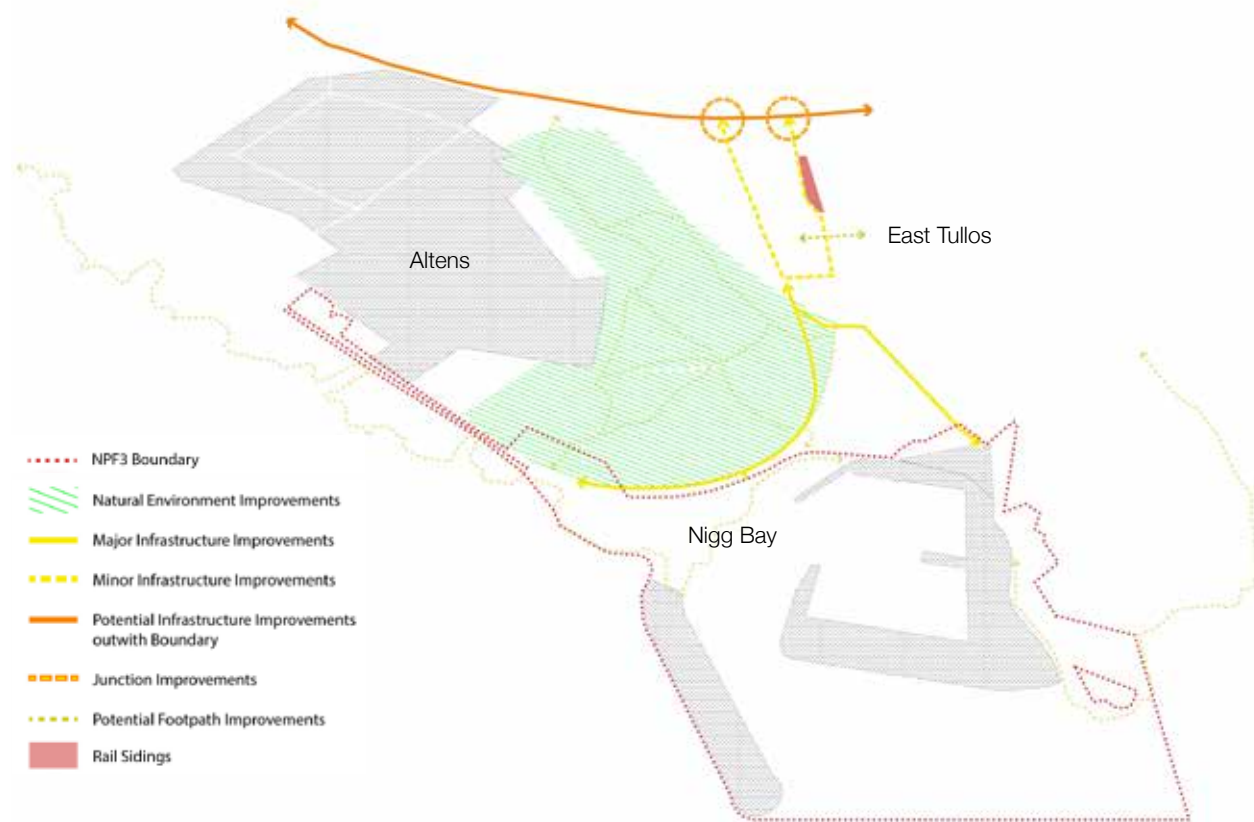 East Tullos
Altens
Nigg Bay
NPF3 Boundary
Natural Environment Improvements
Major Infrastructure Improvements
Minor Infrastructure Improvements
Potential Infrastructure Improvements
outwith Boundary
Junction Improvements
Potential Footpath Improvements
Rail Sidings